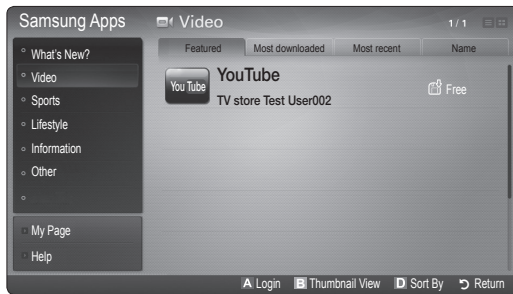 Samsung Apps
Video
1/1
What's New?
Video
Sports
Lifestyle
Information
Other
My Page
Help
Featured
Most downloaded
Most recent
Name
You Tube
YouTube
TV store Test User002
Free
A Login
B Thumbnail View
D Sort By
Return